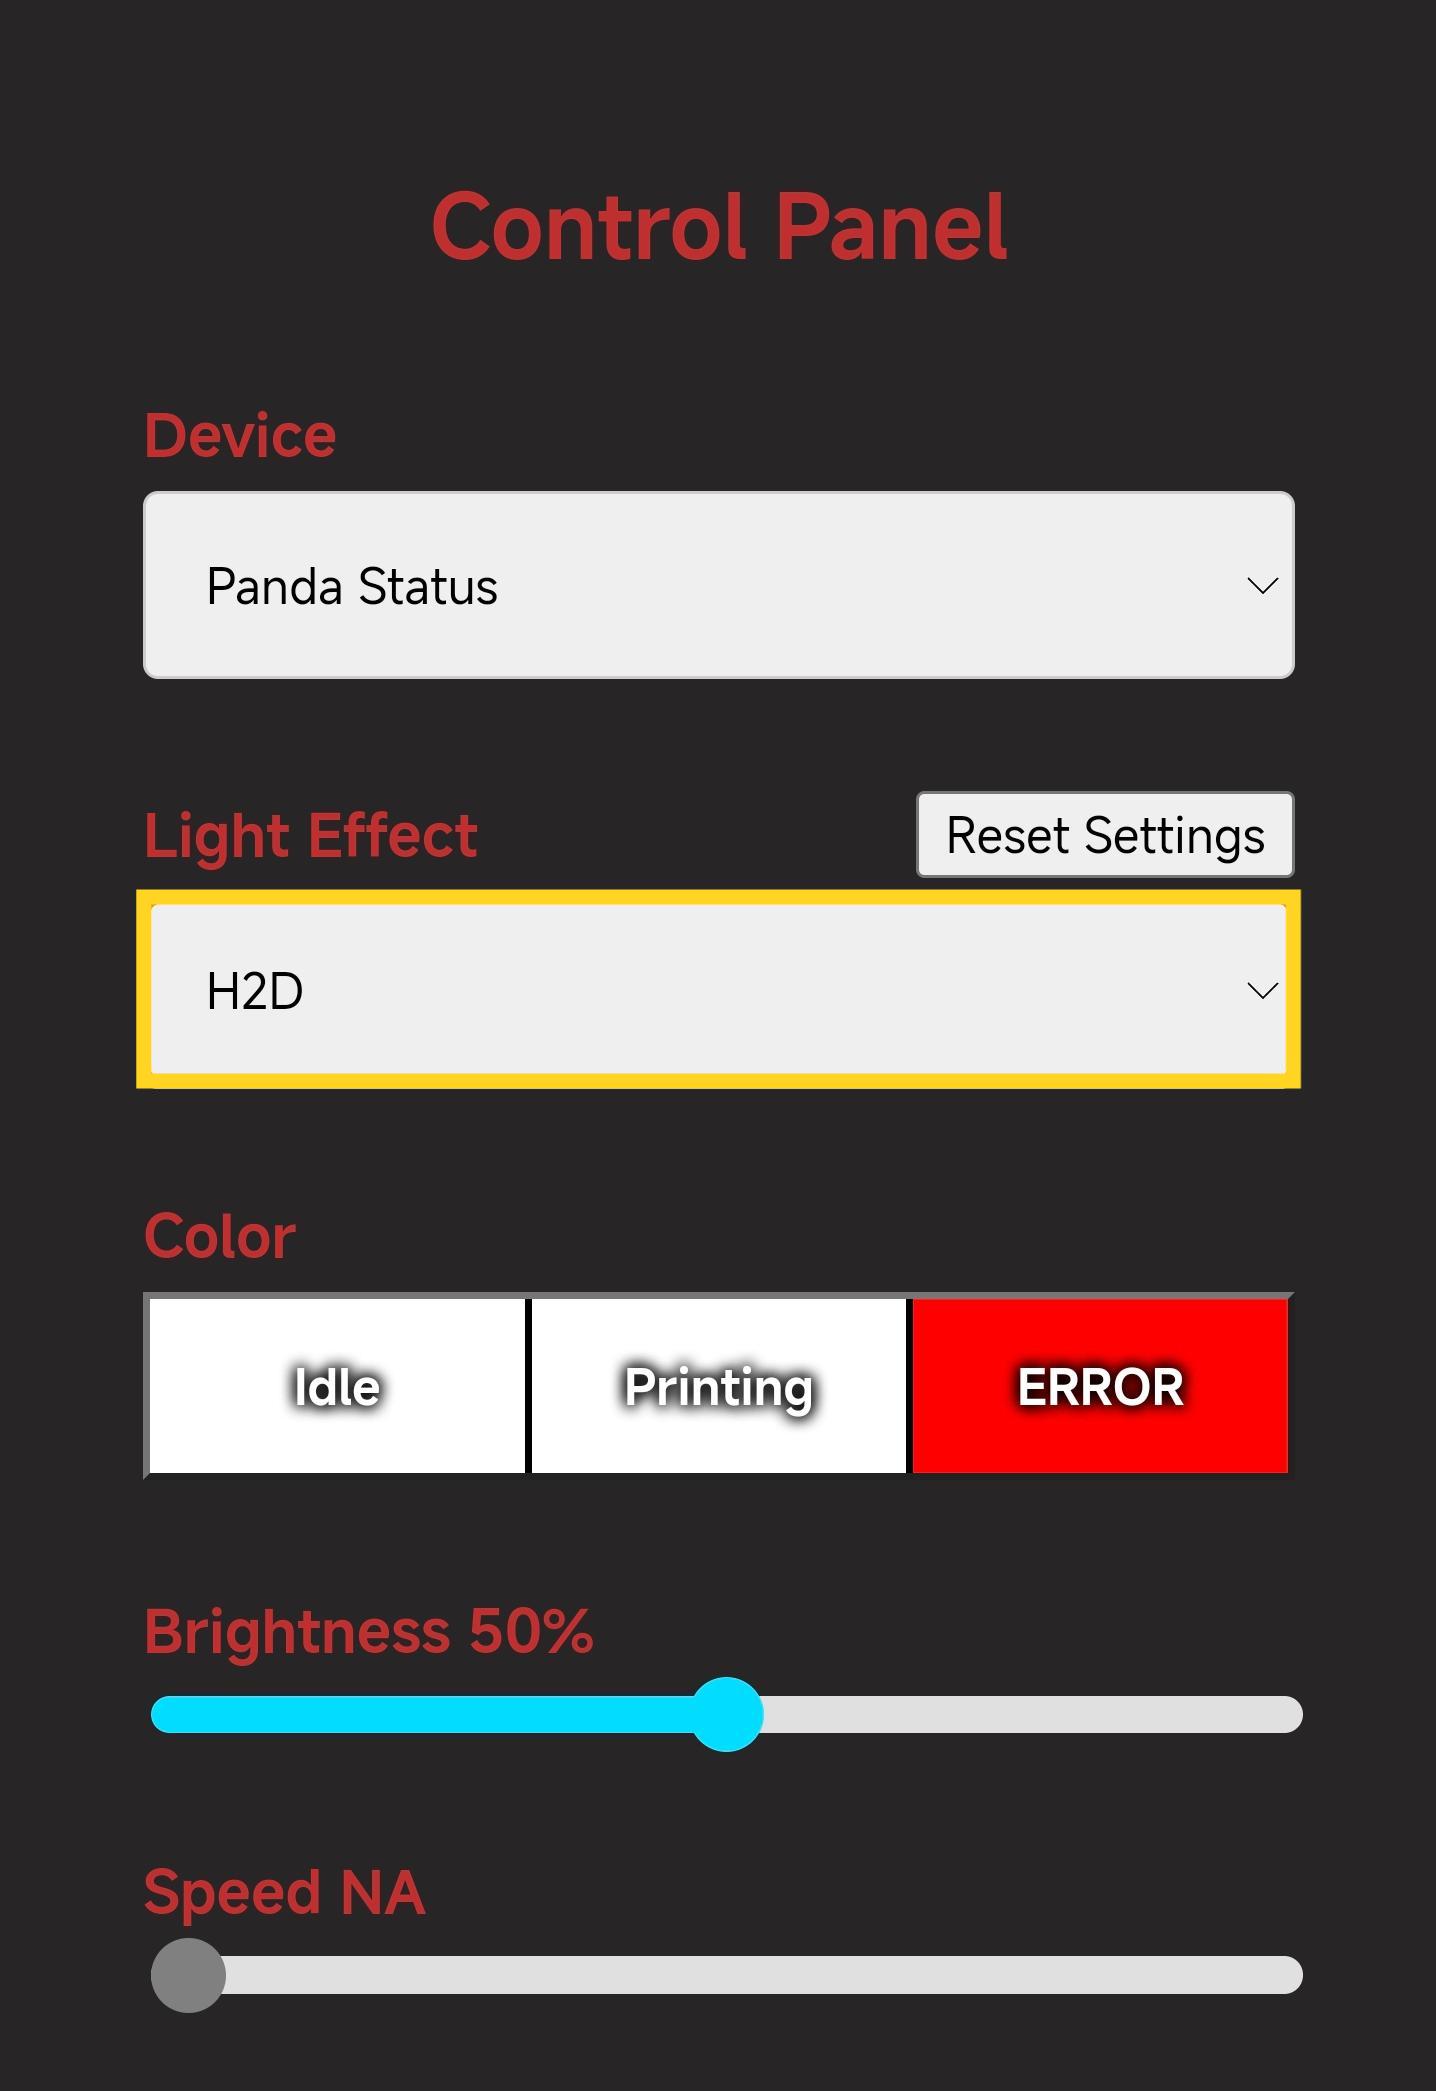 Control Panel
Device
Panda Status
Light Effect
Reset Settings
H2D
Color
Idle
Printing
ERROR
Brightness 50%
Speed NA